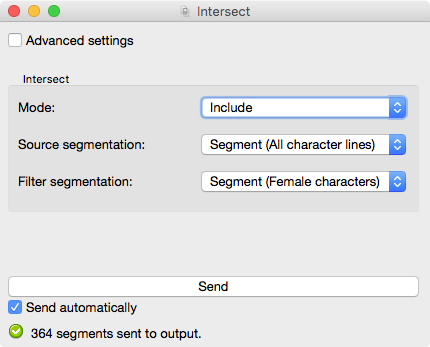 Intersect
Advanced settings
Intersect
Mode: Include
Source segmentation: Segment (All character lines)
Filter segmentation: Segment (Female characters)
Send
Send automatically
364 segments sent to output.